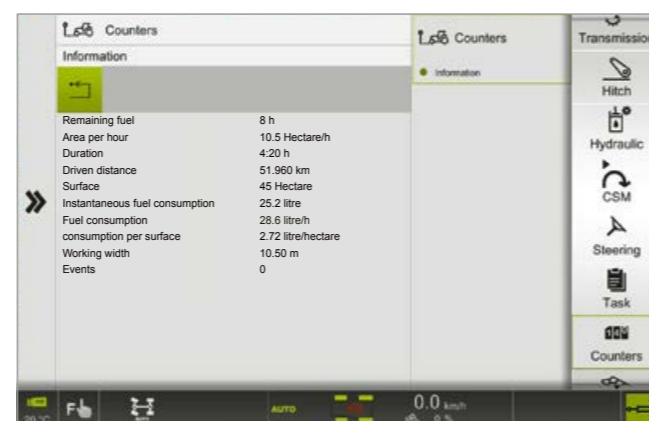 Counters
Information
Remaining fuel 8 h
Area per hour 10.5 Hectare/h
Duration 4:20 h
Driven distance 51.960 km
Surface 45 Hectare
Instantaneous fuel consumption 25.2 litre
Fuel consumption 28.6 litre/h
consumption per surface 2.72 litre/hectare
Working width 10.50 m
Events 0
Counters
Information
Transmissio
Hitch
Hydraulic
CSM
Steering
Task
Counters
F
AUTO
0.0 km/h
0 %